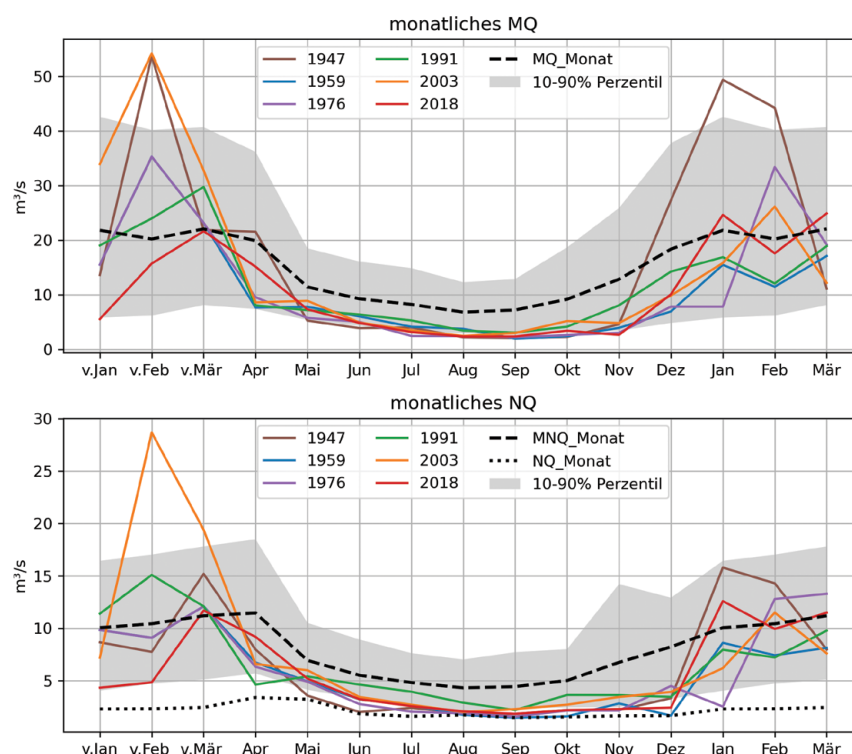 monatliches MQ
m³/s
50
40
30
20
10
0
1947 1991 MQ_Monat
1959 2003 10-90% Perzentil
1976 2018
v.Jan v.Feb v.Mär Apr Mai Jun Jul Aug Sep Okt Nov Dez Jan Feb Mär
monatliches NQ
m³/s
30
25
20
15
10
5
1947 1991 MNQ_Monat
1959 2003 NQ_Monat
1976 2018 10-90% Perzentil
v.Jan v.Feb v.Mär Apr Mai Jun Jul Aug Sep Okt Nov Dez Jan Feb Mär